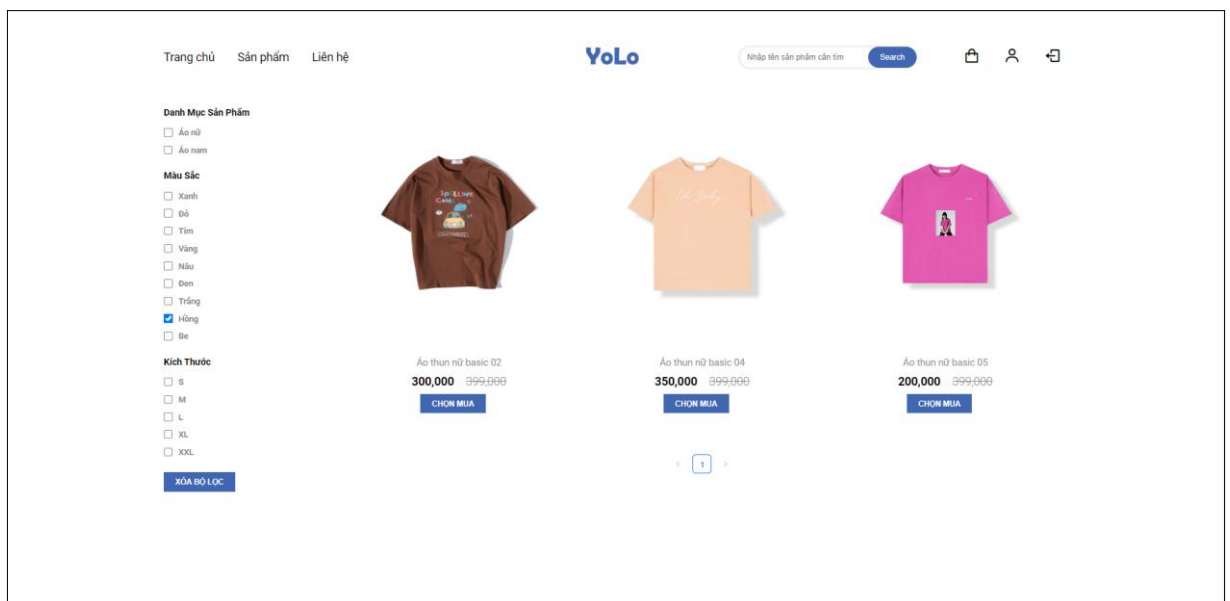 Trang chủ Sản phẩm Liên hệ YoLo Nhập tên sản phẩm cần tìm Search
Danh Mục Sản Phẩm
Áo nữ
Áo nam
Màu Sắc
Xanh
Đỏ
Tím
Vàng
Nâu
Đen
Trắng
Hồng
Be
Kích Thước
S
M
L
XL
XXL
XÓA BỘ LỌC
Oh Baby
Áo thun nữ basic 02 Áo thun nữ basic 04 Áo thun nữ basic 05
300,000 399,000 350,000 399,000 200,000 399,000
CHỌN MUA CHỌN MUA CHỌN MUA
< 1 >